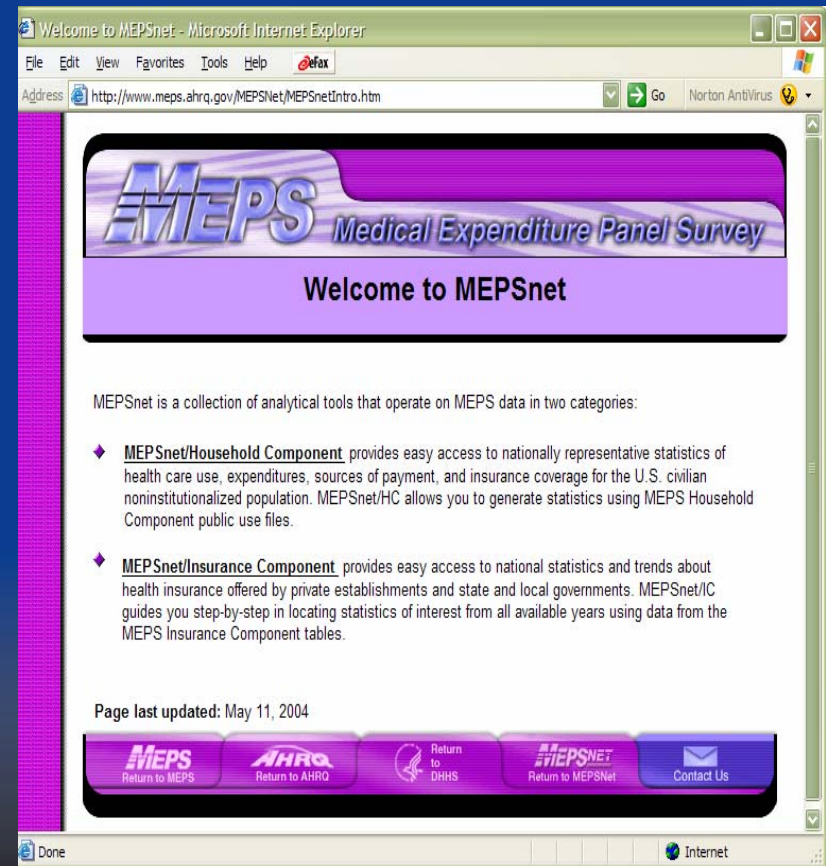 Welcome to MEPSnet - Microsoft Internet Explorer
File Edit View Favorites Tools Help eFax
Address http://www.meps.ahrq.gov/MEPSNet/MEPSnetIntro.htm Go Norton AntiVirus
MEPS Medical Expenditure Panel Survey
Welcome to MEPSnet
MEPSnet is a collection of analytical tools that operate on MEPS data in two categories:
MEPSnet/Household Component provides easy access to nationally representative statistics of
health care use, expenditures, sources of payment, and insurance coverage for the U.S. civilian
noninstitutionalized population. MEPSnet/HC allows you to generate statistics using MEPS Household
Component public use files.
MEPSnet/Insurance Component provides easy access to national statistics and trends about
health insurance offered by private establishments and state and local governments. MEPSnet/IC
guides you step-by-step in locating statistics of interest from all available years using data from the
MEPS Insurance Component tables.
Page last updated: May 11, 2004
MEPS
Return to MEPS
AHRQ
Return to AHRQ
Return
to
DHHS
MEPSNET
Return to MEPSNet
Contact Us
Done Internet